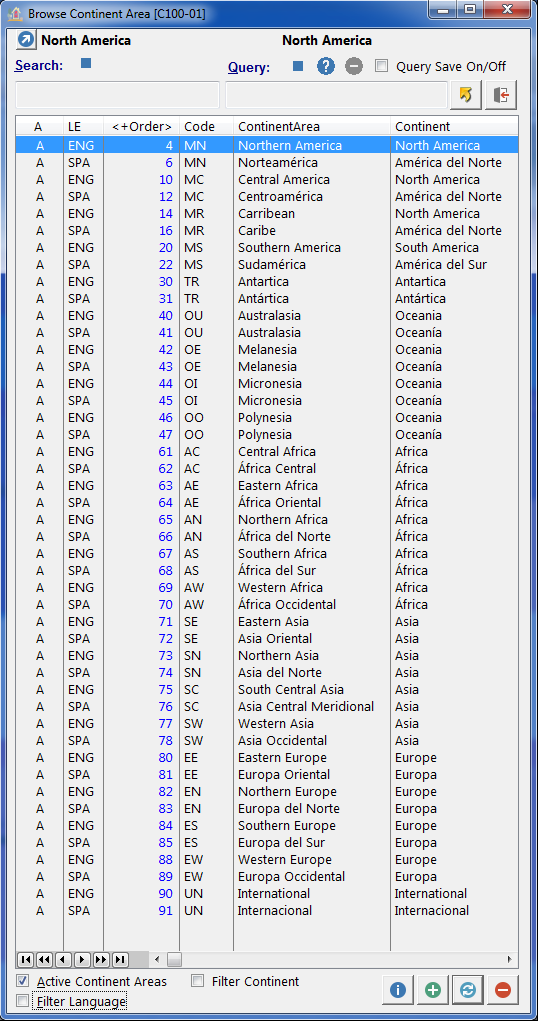 Browse Continent Area [C100-01]
North America North America
Search: Query: Query Save On/Off
A LE <+Order> Code ContinentArea Continent
A ENG 4 MN Northern America North America
A SPA 6 MN Norteamérica América del Norte
A ENG 10 MC Central America North America
A SPA 12 MC Centroamérica América del Norte
A ENG 14 MR Carribean North America
A SPA 16 MR Caribe América del Norte
A ENG 20 MS Southern America South America
A SPA 22 MS Sudamérica América del Sur
A ENG 30 TR Antartica Antartica
A SPA 31 TR Antártica Antártica
A ENG 40 OU Australasia Oceania
A SPA 41 OU Australasia Oceanía
A ENG 42 OE Melanesia Oceania
A SPA 43 OE Melanesia Oceanía
A ENG 44 OI Micronesia Oceania
A SPA 45 OI Micronesia Oceanía
A ENG 46 OO Polynesia Oceania
A SPA 47 OO Polynesia Oceanía
A ENG 61 AC Central Africa Africa
A SPA 62 AC África Central África
A ENG 63 AE Eastern Africa Africa
A SPA 64 AE África Oriental África
A ENG 65 AN Northern Africa Africa
A SPA 66 AN África del Norte África
A ENG 67 AS Southern Africa Africa
A SPA 68 AS África del Sur África
A ENG 69 AW Western Africa Africa
A SPA 70 AW África Occidental África
A ENG 71 SE Eastern Asia Asia
A SPA 72 SE Asia Oriental Asia
A ENG 73 SN Northern Asia Asia
A SPA 74 SN Asia del Norte Asia
A ENG 75 SC South Central Asia Asia
A SPA 76 SC Asia Central Meridional Asia
A ENG 77 SW Western Asia Asia
A SPA 78 SW Asia Occidental Asia
A ENG 80 EE Eastern Europe Europe
A SPA 81 EE Europa Oriental Europa
A ENG 82 EN Northern Europe Europe
A SPA 83 EN Europa del Norte Europa
A ENG 84 ES Southern Europe Europe
A SPA 85 ES Europa del Sur Europa
A ENG 88 EW Western Europe Europe
A SPA 89 EW Europa Occidental Europa
A ENG 90 UN International International
A SPA 91 UN Internacional Internacional
Active Continent Areas Filter Continent
Filter Language